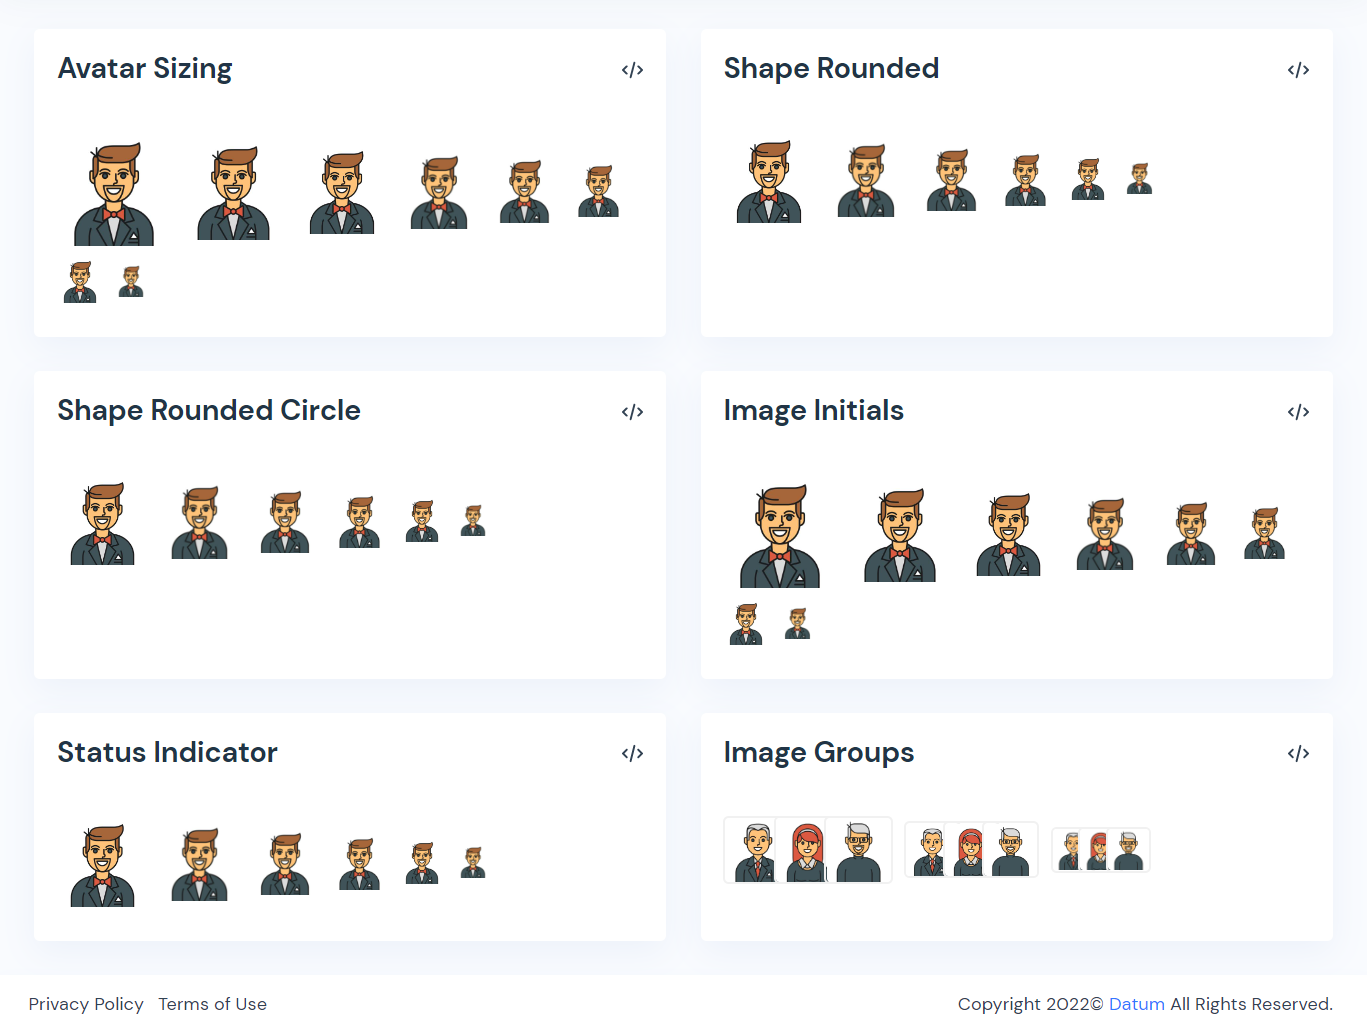 Avatar Sizing
Shape Rounded
Shape Rounded Circle
Image Initials
Status Indicator
Image Groups
Privacy Policy Terms of Use
Copyright 2022© Datum All Rights Reserved.